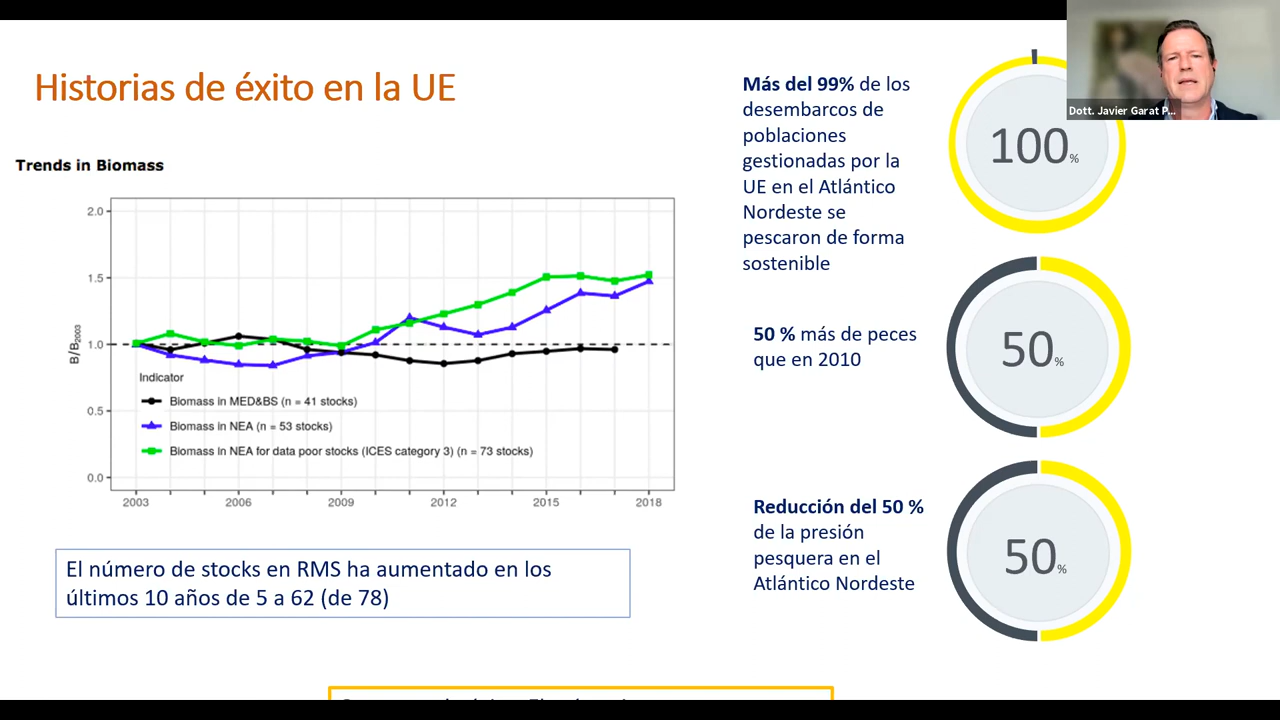 Historias de éxito en la UE
Trends in Biomass
2.0
1.5
1.0
0.5
0.0
B/B2003
Indicator
Biomass in MED&BS (n = 41 stocks)
Biomass in NEA (n = 53 stocks)
Biomass in NEA for data poor stocks (ICES category 3) (n = 73 stocks)
2003
2006
2009
2012
2015
2018
El número de stocks en RMS ha aumentado en los
últimos 10 años de 5 a 62 (de 78)
Más del 99% de los
desembarcos de
poblaciones
gestionadas por la
UE en el Atlántico
Nordeste se
pescaron de forma
sostenible
100%
50 % más de peces
que en 2010
50%
Reducción del 50 %
de la presión
pesquera en el
Atlántico Nordeste
50%
Dott. Javier Garat P...